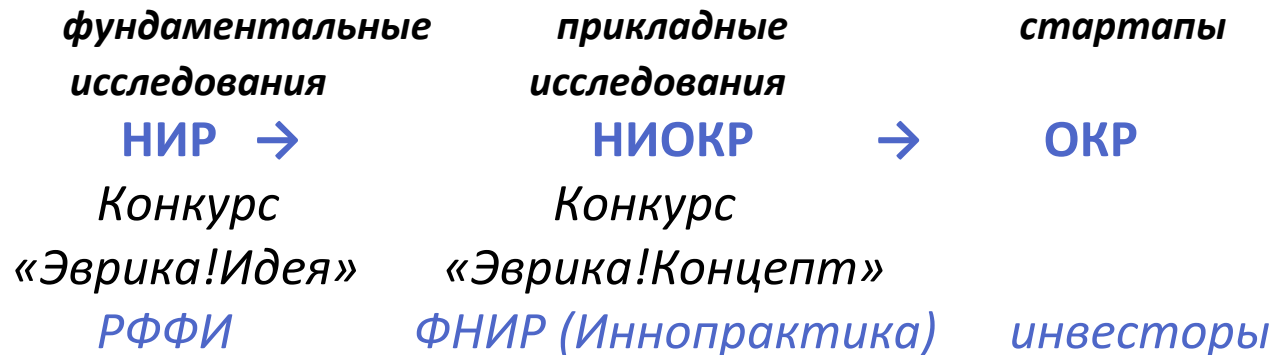 фундаментальные прикладные стартапы
исследования исследования
НИР → НИОКР → ОКР
Конкурс Конкурс
«Эврика!Идея» «Эврика!Концепт»
РФФИ ФНИР (Иннопрактика) инвесторы